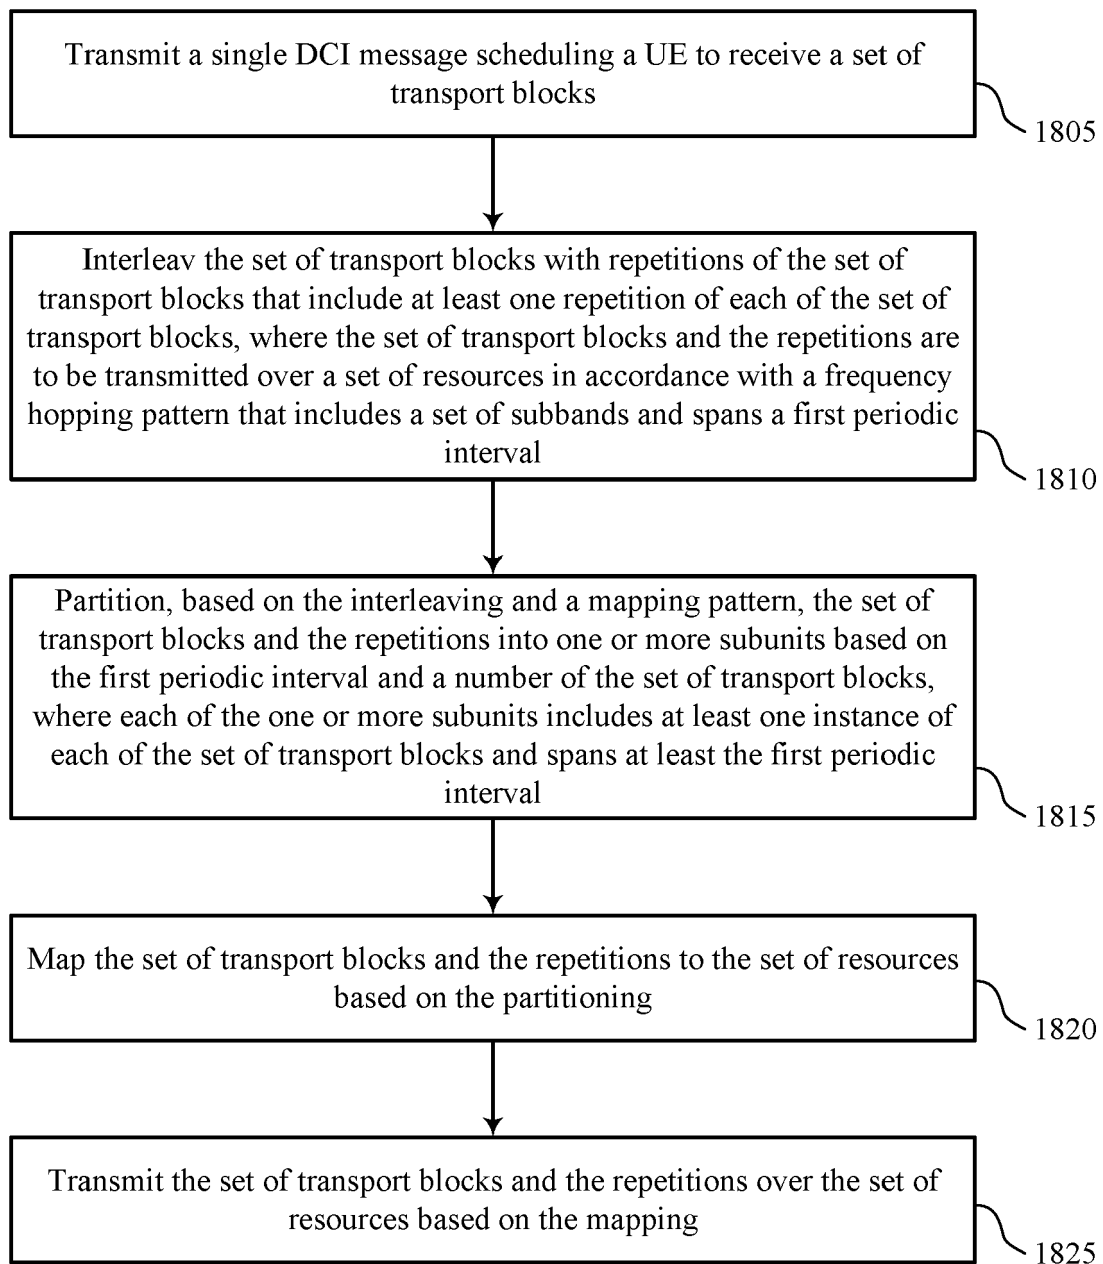 Transmit a single DCI message scheduling a UE to receive a set of
transport blocks
1805
Interleav the set of transport blocks with repetitions of the set of
transport blocks that include at least one repetition of each of the set of
transport blocks, where the set of transport blocks and the repetitions are
to be transmitted over a set of resources in accordance with a frequency
hopping pattern that includes a set of subbands and spans a first periodic
interval
1810
Partition, based on the interleaving and a mapping pattern, the set of
transport blocks and the repetitions into one or more subunits based on
the first periodic interval and a number of the set of transport blocks,
where each of the one or more subunits includes at least one instance of
each of the set of transport blocks and spans at least the first periodic
interval
1815
Map the set of transport blocks and the repetitions to the set of resources
based on the partitioning
1820
Transmit the set of transport blocks and the repetitions over the set of
resources based on the mapping
1825